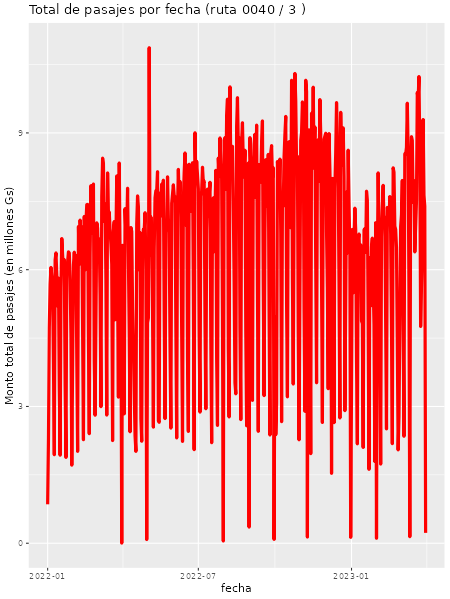 Total de pasajes por fecha (ruta 0040 / 3 )
Monto total de pasajes (en millones Gs)
9
6
3
0
2022-01
2022-07
2023-01
fecha